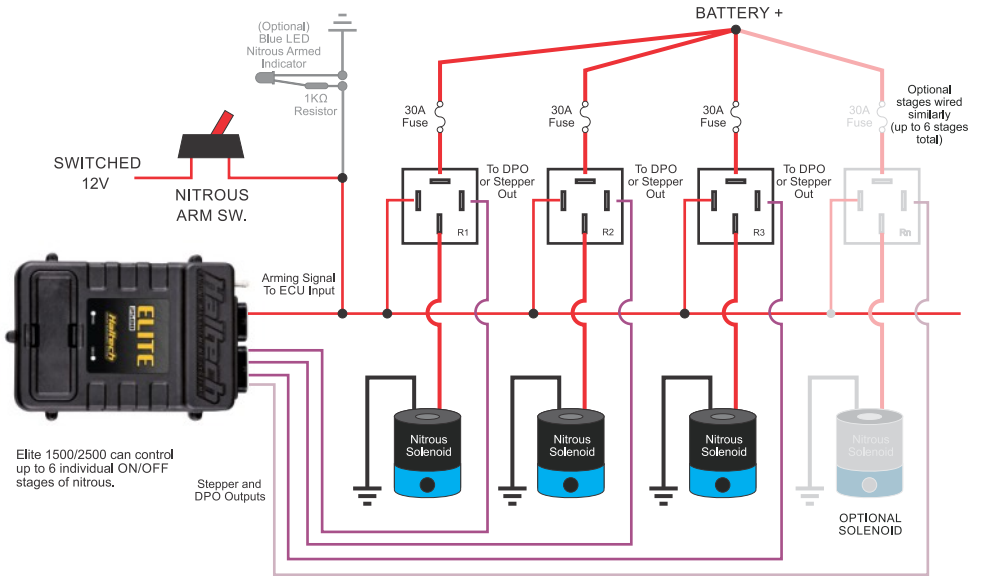 BATTERY +
(Optional)
Blue LED
Nitrous Armed
Indicator
1KΩ
Resistor
30A
Fuse
30A
Fuse
30A
Fuse
30A
Fuse
Optional
stages wired
similarly
(up to 6 stages
total)
SWITCHED
12V
NITROUS
ARM SW.
To DPO
or Stepper
Out
To DPO
or Stepper
Out
To DPO
or Stepper
Out
R1
R2
R3
Rn
Arming Signal
To ECU Input
Haltech
ELITE
Haltech
Nitrous
Solenoid
Nitrous
Solenoid
Nitrous
Solenoid
Nitrous
Solenoid
Elite 1500/2500 can control
up to 6 individual ON/OFF
stages of nitrous.
Stepper and
DPO Outputs
OPTIONAL
SOLENOID